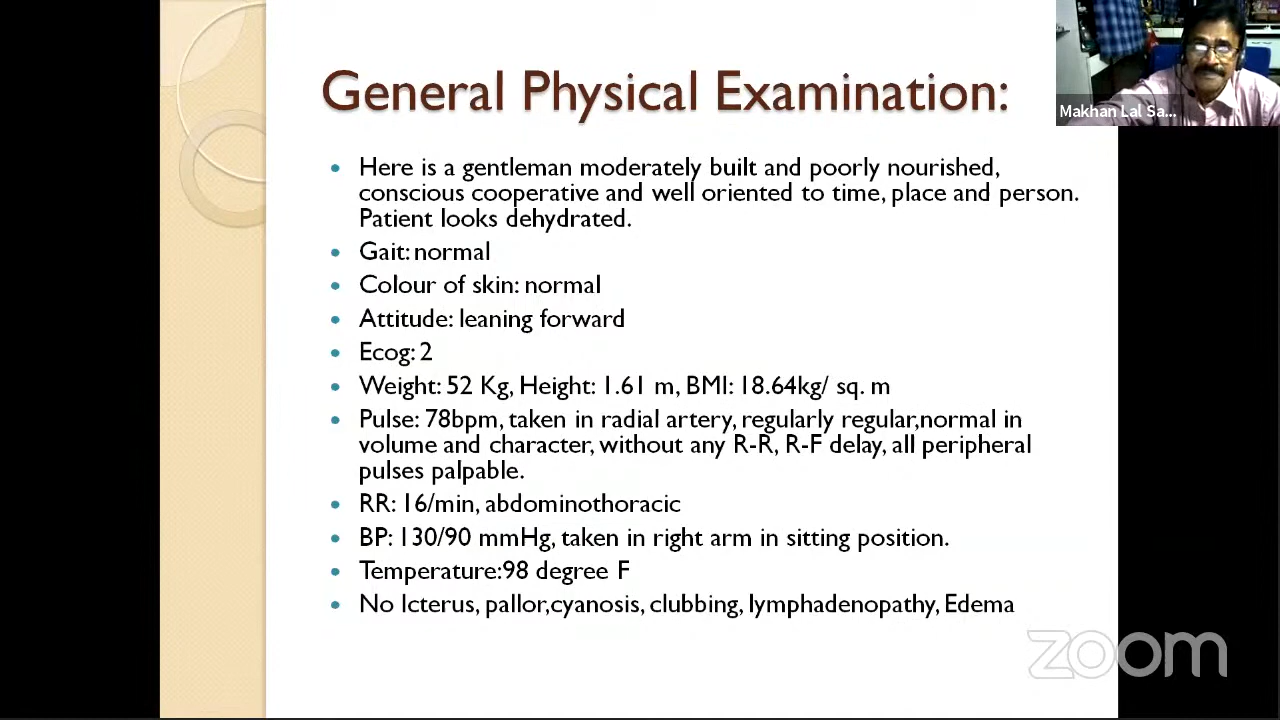 General Physical Examination:
Makhan Lal Sa...
• Here is a gentleman moderately built and poorly nourished,
conscious cooperative and well oriented to time, place and person.
Patient looks dehydrated.
• Gait: normal
• Colour of skin: normal
• Attitude: leaning forward
• Ecog: 2
• Weight: 52 Kg, Height: 1.61 m, BMI: 18.64kg/ sq. m
• Pulse: 78bpm, taken in radial artery, regularly regular,normal in
volume and character, without any R-R, R-F delay, all peripheral
pulses palpable.
• RR: 16/min, abdominothoracic
• BP: 130/90 mmHg, taken in right arm in sitting position.
• Temperature:98 degree F
• No Icterus, pallor,cyanosis, clubbing, lymphadenopathy, Edema
zoom